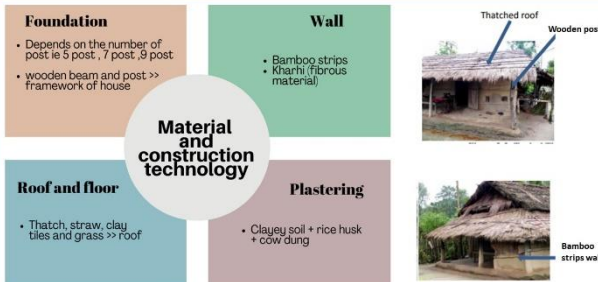 Foundation
• Depends on the number of
post ie 5 post , 7 post ,9 post
• wooden beam and post >>
framework of house
Wall
• Bamboo strips
• Kharhi (fibrous
material)
Material
and
construction
technology
Roof and floor
• Thatch, straw, clay
tiles and grass >> roof
Plastering
• Clayey soil + rice husk
+ cow dung
Thatched roof
Wooden pos
Bamboo
strips wa